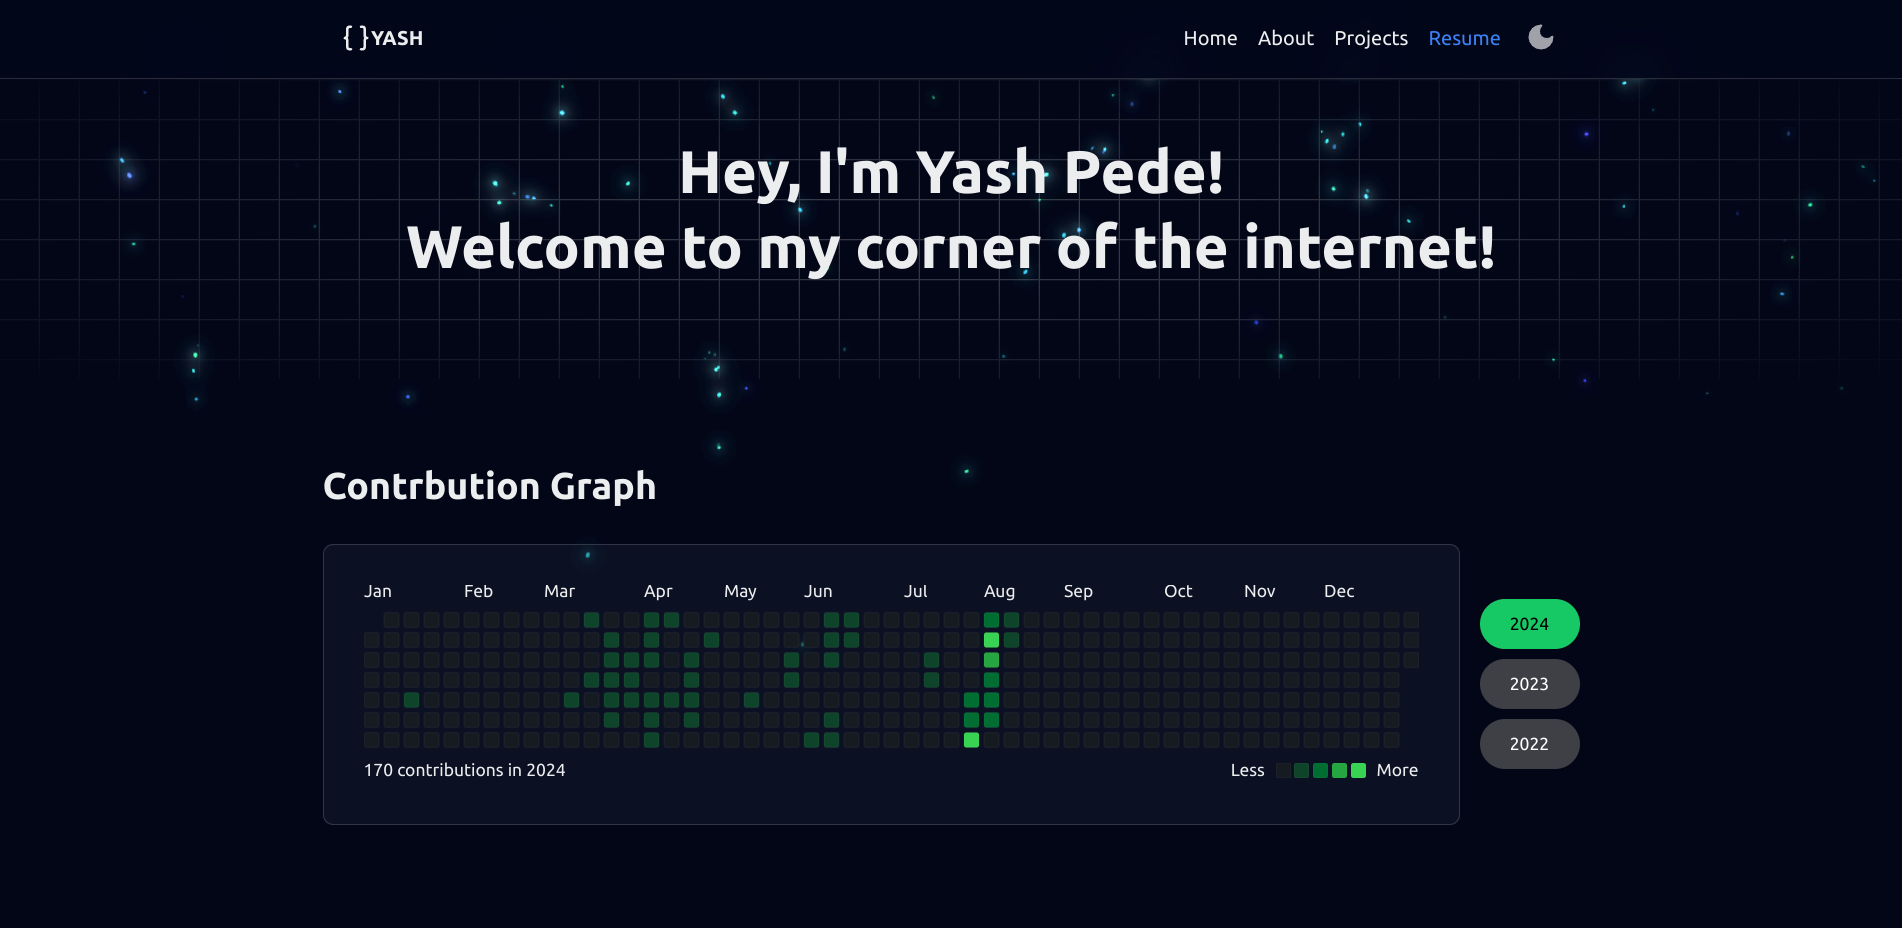 { }YASH
Home About Projects Resume
Hey, I'm Yash Pede!
Welcome to my corner of the internet!
Contrbution Graph
Jan Feb Mar Apr May Jun Jul Aug Sep Oct Nov Dec
2024
2023
2022
170 contributions in 2024
Less More